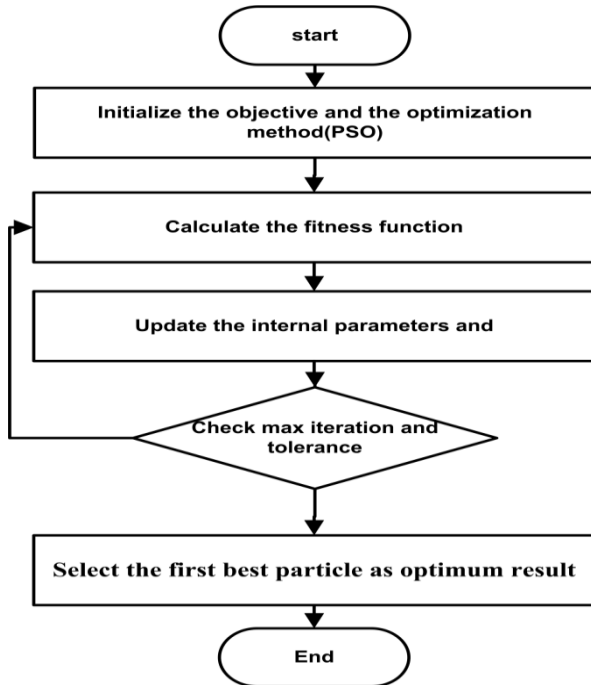 start
Initialize the objective and the optimization
method(PSO)
Calculate the fitness function
Update the internal parameters and
Check max iteration and
tolerance
Select the first best particle as optimum result
End